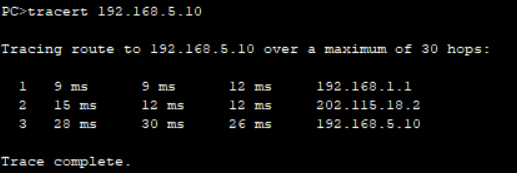 PC>tracert 192.168.5.10
Tracing route to 192.168.5.10 over a maximum of 30 hops:
1 9 ms 9 ms 12 ms 192.168.1.1
2 15 ms 12 ms 12 ms 202.115.18.2
3 28 ms 30 ms 26 ms 192.168.5.10
Trace complete.